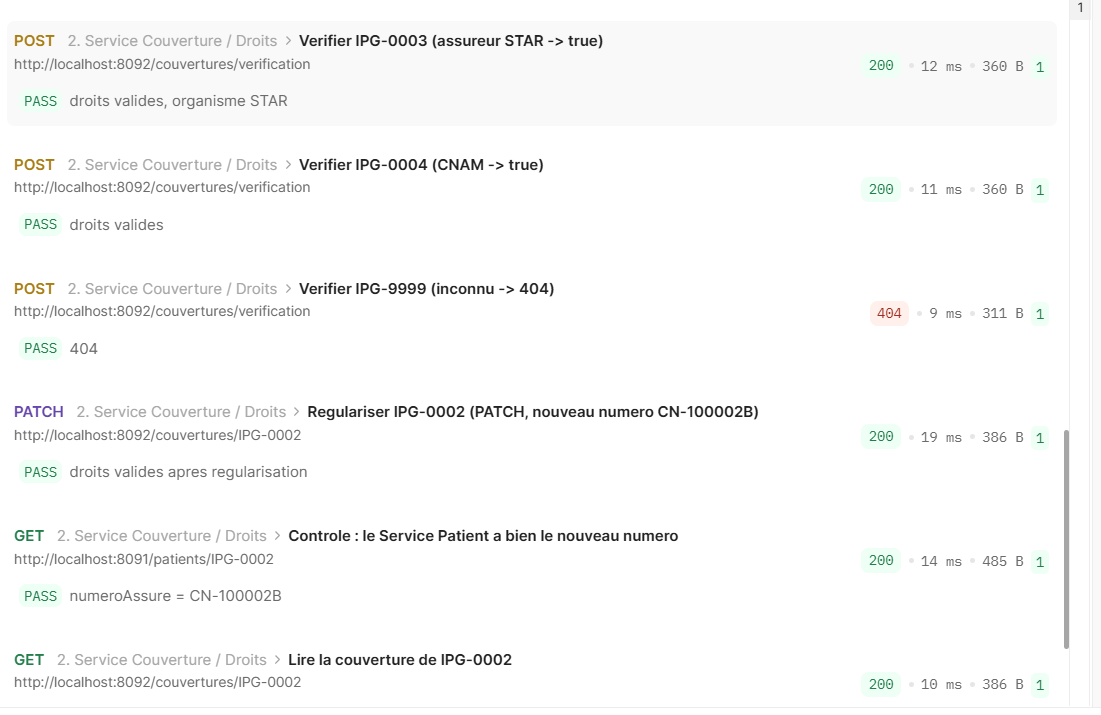 1
POST 2. Service Couverture / Droits > Verifier IPG-0003 (assureur STAR -> true)
http://localhost:8092/couvertures/verification
200 • 12 ms • 360 B 1
PASS droits valides, organisme STAR
POST 2. Service Couverture / Droits > Verifier IPG-0004 (CNAM -> true)
http://localhost:8092/couvertures/verification
200 • 11 ms • 360 B 1
PASS droits valides
POST 2. Service Couverture / Droits > Verifier IPG-9999 (inconnu -> 404)
http://localhost:8092/couvertures/verification
404 • 9 ms • 311 B 1
PASS 404
PATCH 2. Service Couverture / Droits > Regulariser IPG-0002 (PATCH, nouveau numero CN-100002B)
http://localhost:8092/couvertures/IPG-0002
200 • 19 ms • 386 B 1
PASS droits valides apres regularisation
GET 2. Service Couverture / Droits > Controle : le Service Patient a bien le nouveau numero
http://localhost:8091/patients/IPG-0002
200 • 14 ms • 485 B 1
PASS numeroAssure = CN-100002B
GET 2. Service Couverture / Droits > Lire la couverture de IPG-0002
http://localhost:8092/couvertures/IPG-0002
200 • 10 ms • 386 B 1